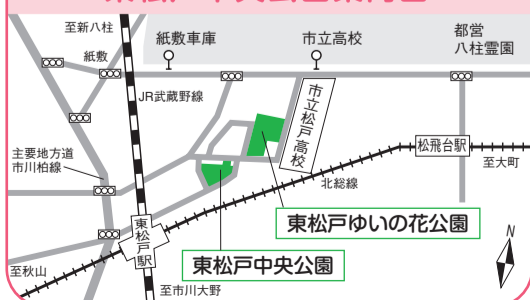 至新八柱
紙敷
紙敷車庫
市立高校
都営
八柱霊園
JR武蔵野線
市立松戸高校
主要地方道
市川柏線
松飛台駅
至大町
北総線
東松戸ゆいの花公園
東松戸駅
東松戸中央公園
至秋山
至市川大野
N